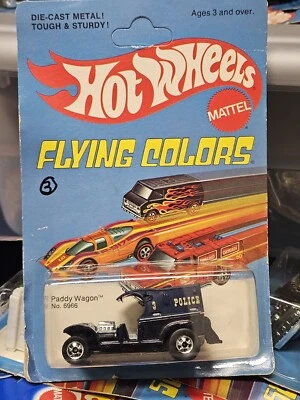 DIE-CAST METAL!
TOUGH & STURDY!
Ages 3 and over.
Hot Wheels
MATTEL
FLYING COLORS
3
Paddy Wagon™
No. 6966
POLICE